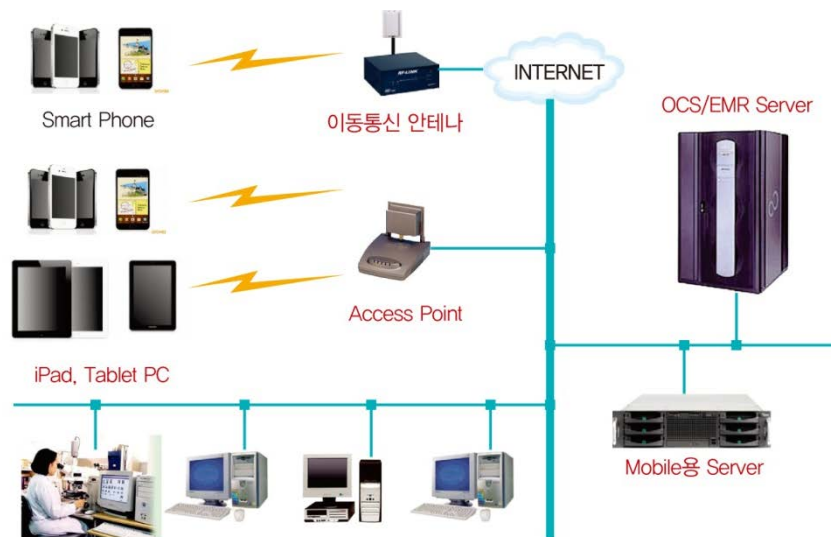 INTERNET
OCS/EMR Server
Smart Phone
이동통신 안테나
Access Point
iPad, Tablet PC
Mobile용 Server